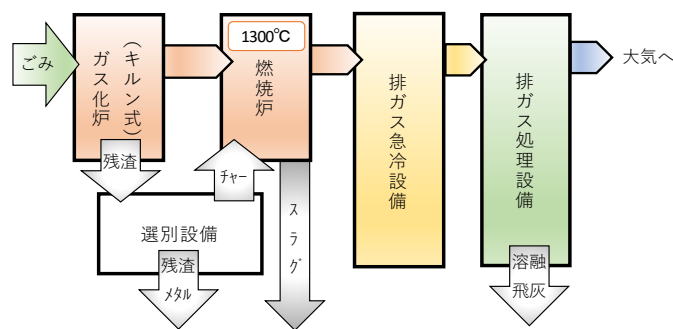 ごみ
ガス化炉
（キルン式）
1300℃
燃焼炉
排ガス急冷設備
排ガス処理設備
大気へ
残渣
チャー
選別設備
スラグ
残渣
メタル
溶融
飛灰